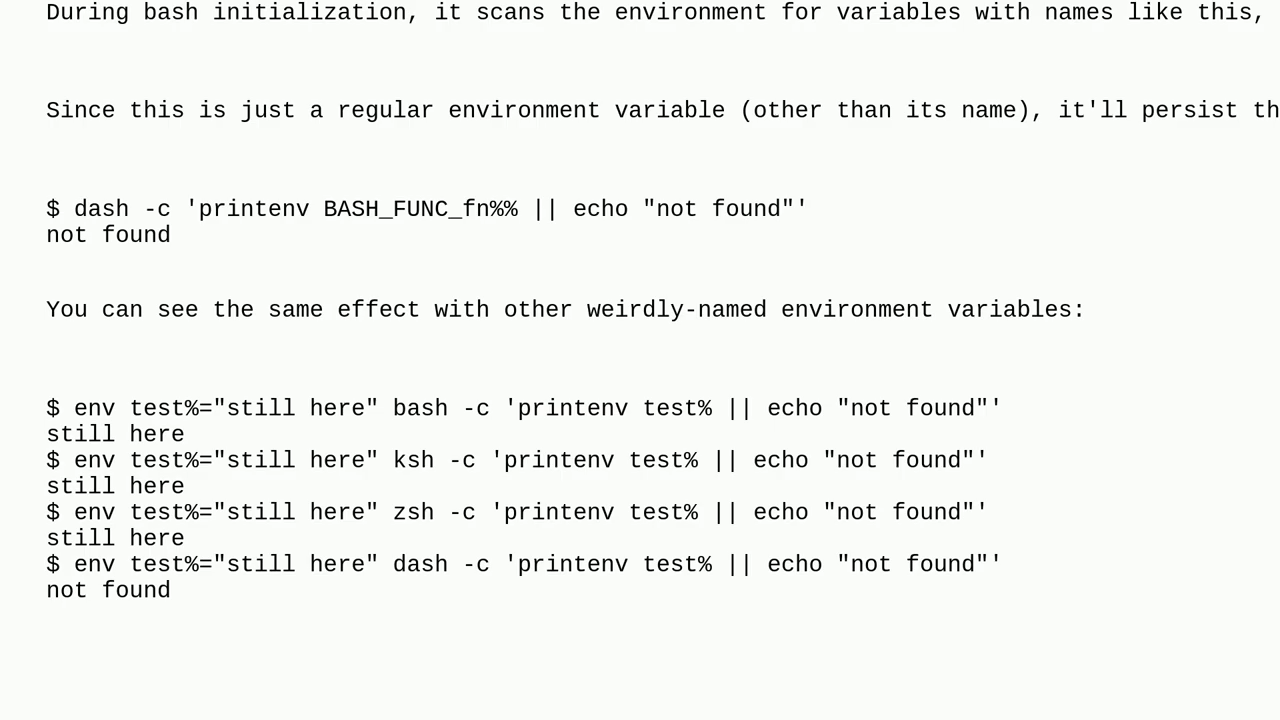 During bash initialization, it scans the environment for variables with names like this,
Since this is just a regular environment variable (other than its name), it'll persist th
$ dash -c 'printenv BASH_FUNC_fn%% || echo "not found"'
not found
You can see the same effect with other weirdly-named environment variables:
$ env test%="still here" bash -c 'printenv test% || echo "not found"'
still here
$ env test%="still here" ksh -c 'printenv test% || echo "not found"'
still here
$ env test%="still here" zsh -c 'printenv test% || echo "not found"'
still here
$ env test%="still here" dash -c 'printenv test% || echo "not found"'
not found